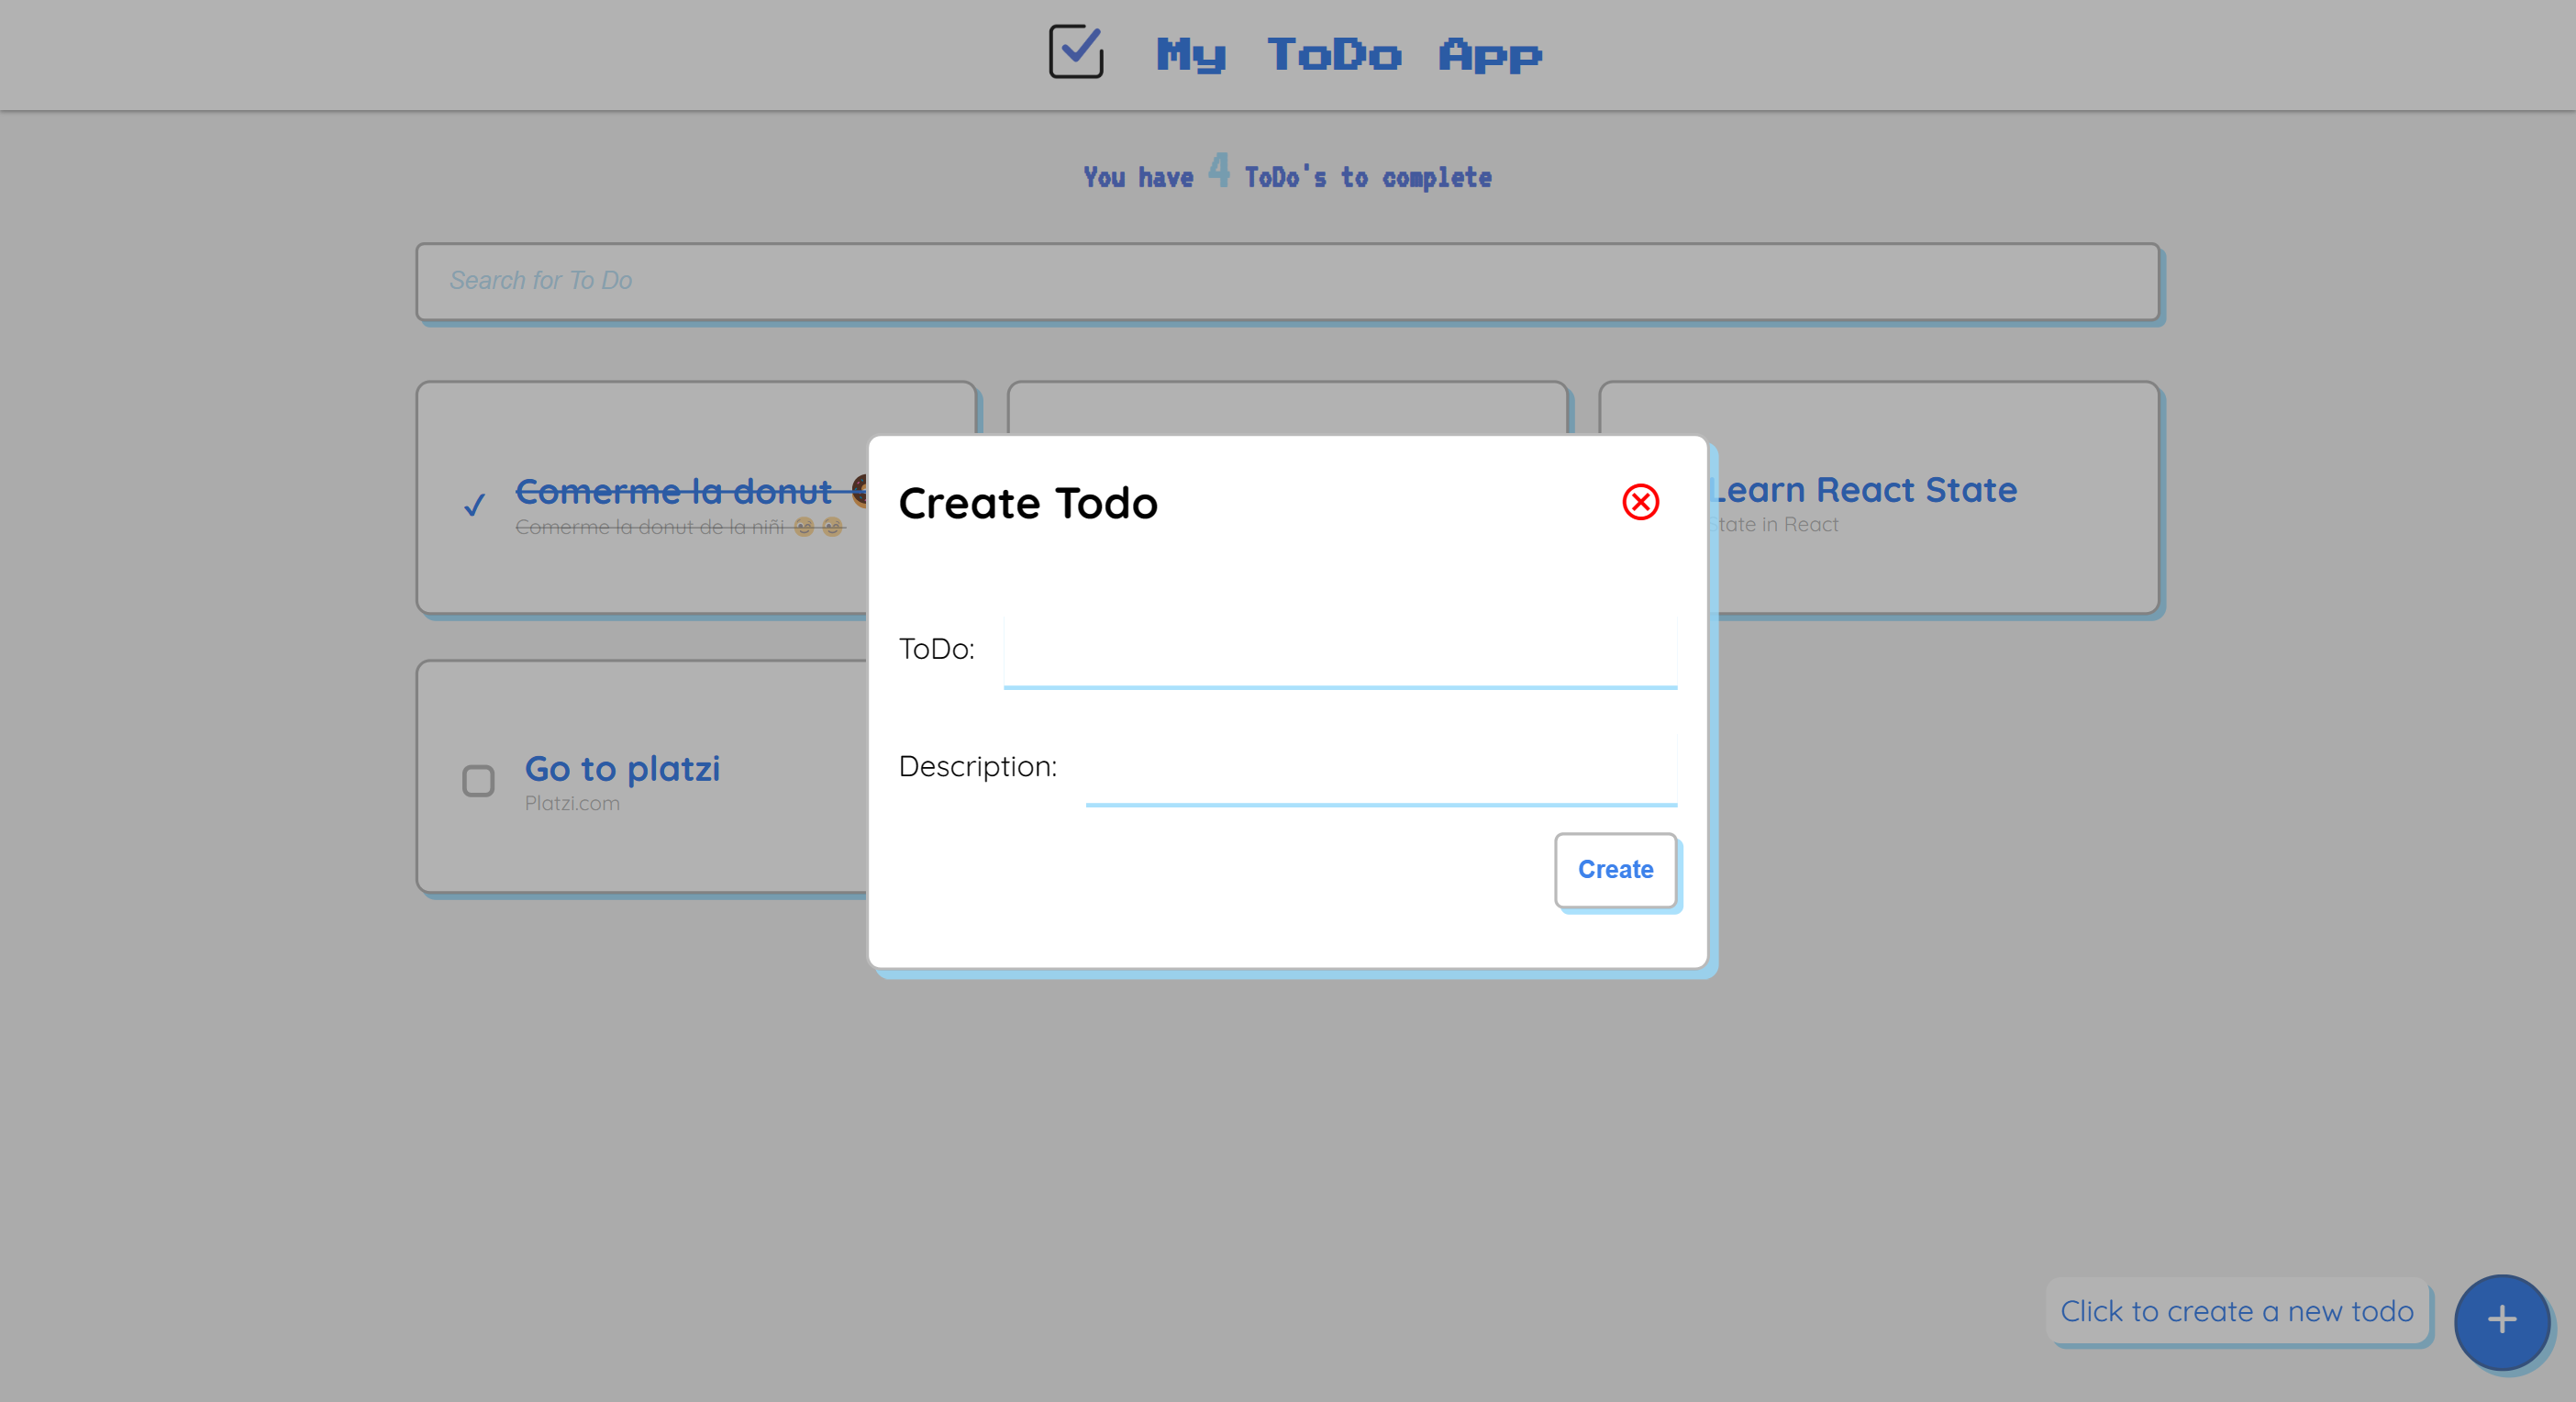 My ToDo App
You have 4 ToDo's to complete
Search for To Do
Comerme la donut
Comerme la donut de la niñi 😊 😊
Learn React State
State in React
Go to platzi
Platzi.com
Create Todo
ToDo:
Description:
Create
Click to create a new todo
+